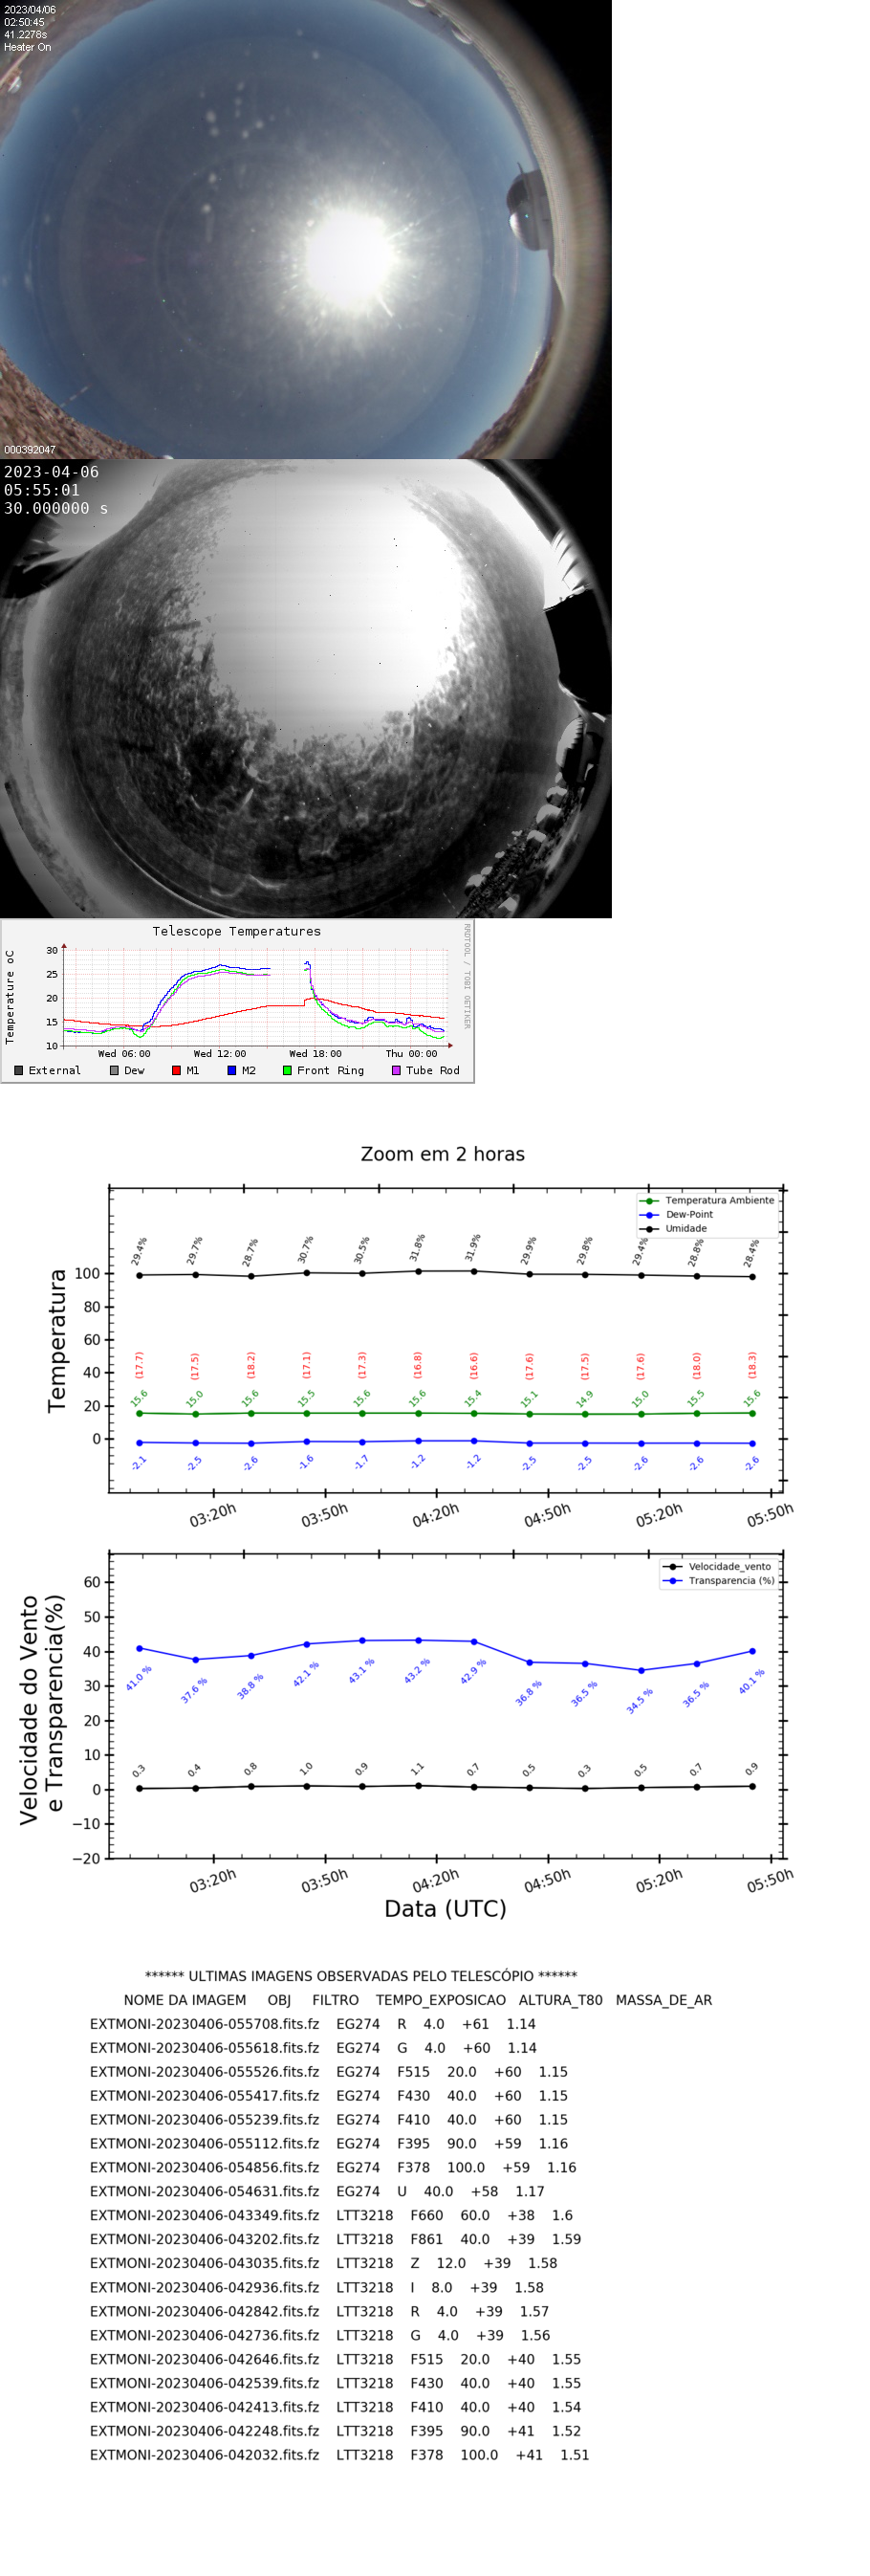 2023/04/06
02:50:45
41.2278s
Heater On
000392047
2023-04-06
05:55:01
30.000000 s
Telescope Temperatures
RRDTOOL / TOBI OETIKER
Temperature oC
30
25
20
15
10
Wed 06:00 Wed 12:00 Wed 18:00 Thu 00:00
External Dew M1 M2 Front Ring Tube Rod
Zoom em 2 horas
Temperatura Ambiente
Dew-Point
Umidade
Temperatura
100
80
60
40
20
0
29.4% 29.7% 28.7% 30.7% 30.5% 31.8% 31.9% 29.9% 29.8% 29.4% 28.8% 28.4%
(17.7) (17.5) (18.2) (17.1) (17.3) (16.8) (16.6) (17.6) (17.5) (17.6) (18.0) (18.3)
15.6 15.0 15.6 15.5 15.6 15.6 15.4 15.1 14.9 15.0 15.5 15.6
-2.1 -2.5 -2.6 -1.6 -1.7 -1.2 -1.2 -2.5 -2.5 -2.6 -2.6 -2.6
03:20h 03:50h 04:20h 04:50h 05:20h 05:50h
Velocidade_vento
Transparencia (%)
Velocidade do Vento
e Transparencia(%)
60
50
40
30
20
10
0
−10
−20
41.0 % 37.6 % 38.8 % 42.1 % 43.1 % 43.2 % 42.9 % 36.8 % 36.5 % 34.5 % 36.5 % 40.1 %
0.3 0.4 0.8 1.0 0.9 1.1 0.7 0.5 0.3 0.5 0.7 0.9
03:20h 03:50h 04:20h 04:50h 05:20h 05:50h
Data (UTC)
****** ULTIMAS IMAGENS OBSERVADAS PELO TELESCÓPIO ******
NOME DA IMAGEM OBJ FILTRO TEMPO_EXPOSICAO ALTURA_T80 MASSA_DE_AR
EXTMONI-20230406-055708.fits.fz EG274 R 4.0 +61 1.14
EXTMONI-20230406-055618.fits.fz EG274 G 4.0 +60 1.14
EXTMONI-20230406-055526.fits.fz EG274 F515 20.0 +60 1.15
EXTMONI-20230406-055417.fits.fz EG274 F430 40.0 +60 1.15
EXTMONI-20230406-055239.fits.fz EG274 F410 40.0 +60 1.15
EXTMONI-20230406-055112.fits.fz EG274 F395 90.0 +59 1.16
EXTMONI-20230406-054856.fits.fz EG274 F378 100.0 +59 1.16
EXTMONI-20230406-054631.fits.fz EG274 U 40.0 +58 1.17
EXTMONI-20230406-043349.fits.fz LTT3218 F660 60.0 +38 1.6
EXTMONI-20230406-043202.fits.fz LTT3218 F861 40.0 +39 1.59
EXTMONI-20230406-043035.fits.fz LTT3218 Z 12.0 +39 1.58
EXTMONI-20230406-042936.fits.fz LTT3218 I 8.0 +39 1.58
EXTMONI-20230406-042842.fits.fz LTT3218 R 4.0 +39 1.57
EXTMONI-20230406-042736.fits.fz LTT3218 G 4.0 +39 1.56
EXTMONI-20230406-042646.fits.fz LTT3218 F515 20.0 +40 1.55
EXTMONI-20230406-042539.fits.fz LTT3218 F430 40.0 +40 1.55
EXTMONI-20230406-042413.fits.fz LTT3218 F410 40.0 +40 1.54
EXTMONI-20230406-042248.fits.fz LTT3218 F395 90.0 +41 1.52
EXTMONI-20230406-042032.fits.fz LTT3218 F378 100.0 +41 1.51